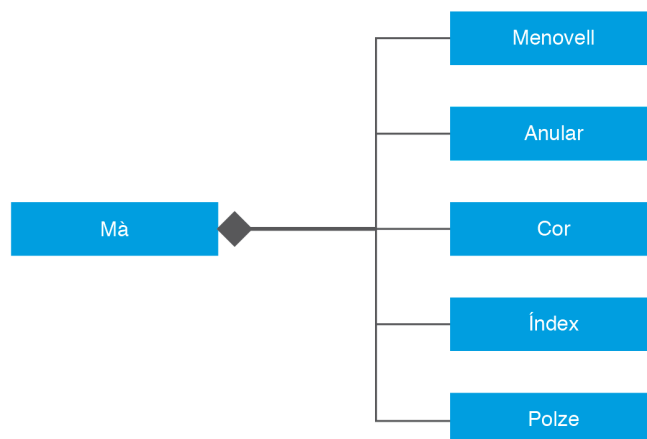 Menovell
Anular
Mà
Cor
Índex
Polze